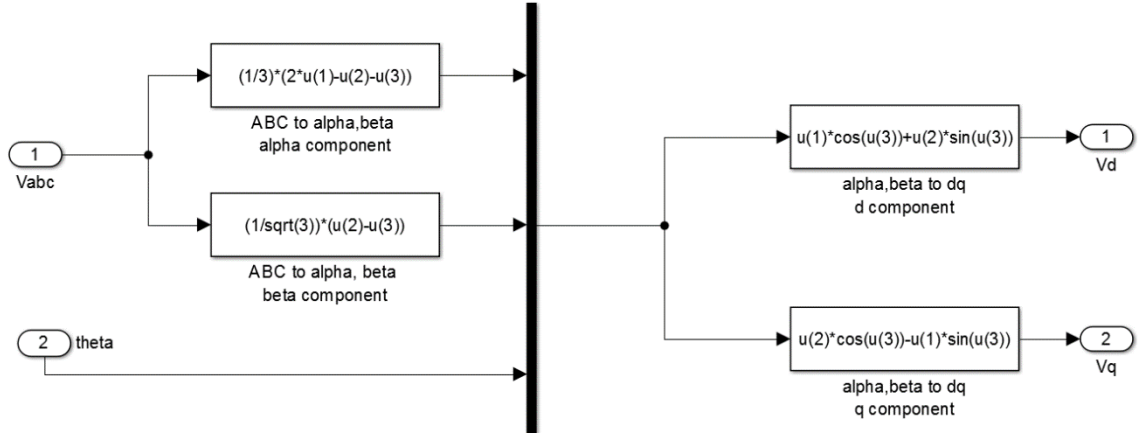 (1/3)*(2*u(1)-u(2)-u(3))
ABC to alpha,beta
alpha component
1
Vabc
(1/sqrt(3))*(u(2)-u(3))
ABC to alpha, beta
beta component
2
theta
u(1)*cos(u(3))+u(2)*sin(u(3))
alpha,beta to dq
d component
1
Vd
u(2)*cos(u(3))-u(1)*sin(u(3))
alpha,beta to dq
q component
2
Vq